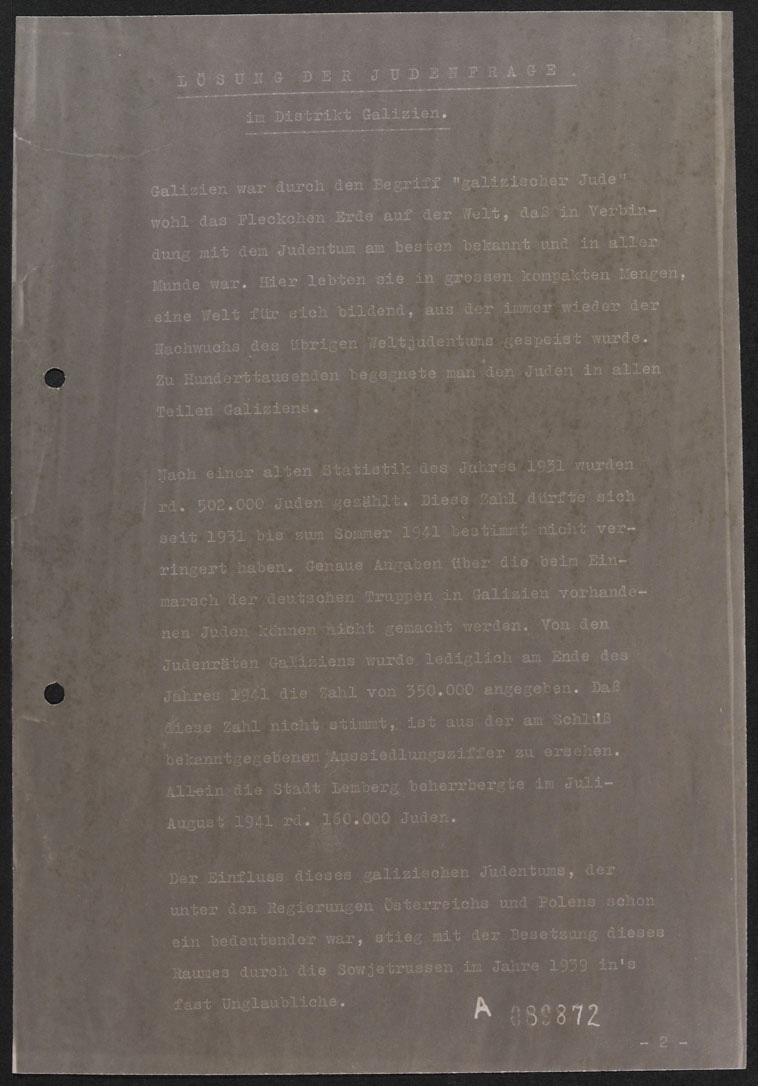 LÖSUNG DER JUDENFRAGE.
im Distrikt Galizien.
Galizien war durch den Begriff "galizischer Jude"
wohl das Fleckchen Erde auf der Welt, daß in Verbin-
dung mit dem Judentum am besten bekannt und in aller
Munde war. Hier lebten sie in grossen kompakten Mengen,
eine Welt für sich bildend, aus der immer wieder der
Nachwuchs des übrigen Weltjudentums gespeist wurde.
Zu Hunderttausenden begegnete man den Juden in allen
Teilen Galiziens.
Nach einer alten Statistik des Jahres 1931 wurden
rd. 502.000 Juden gezählt. Diese Zahl dürfte sich
seit 1931 bis zum Sommer 1941 bestimmt nicht ver-
ringert haben. Genaue Angaben über die beim Ein-
marsch der deutschen Truppen in Galizien vorhande-
nen Juden können nicht gemacht werden. Von den
Judenräten Galiziens wurde lediglich am Ende des
Jahres 1941 die Zahl von 350.000 angegeben. Daß
diese Zahl nicht stimmt, ist aus der am Schluß
bekanntgegebenen Aussiedlungsziffer zu ersehen.
Allein die Stadt Lemberg beherrbergte im Juli-
August 1941 rd. 160.000 Juden.
Der Einfluss dieses galizischen Judentums, der
unter den Regierungen Österreichs und Polens schon
ein bedeutender war, stieg mit der Besetzung dieses
Raumes durch die Sowjetrussen im Jahre 1939 in's
fast Unglaubliche.
A 089872
- 2 -